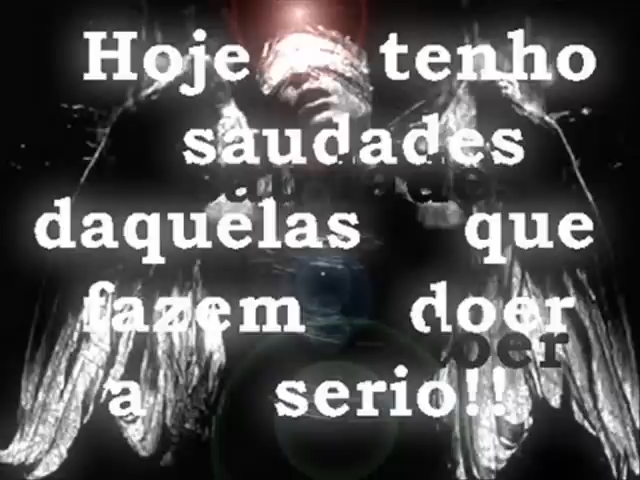 Hoje tenho
saudades
daquelas que
fazem doer
a serio!!